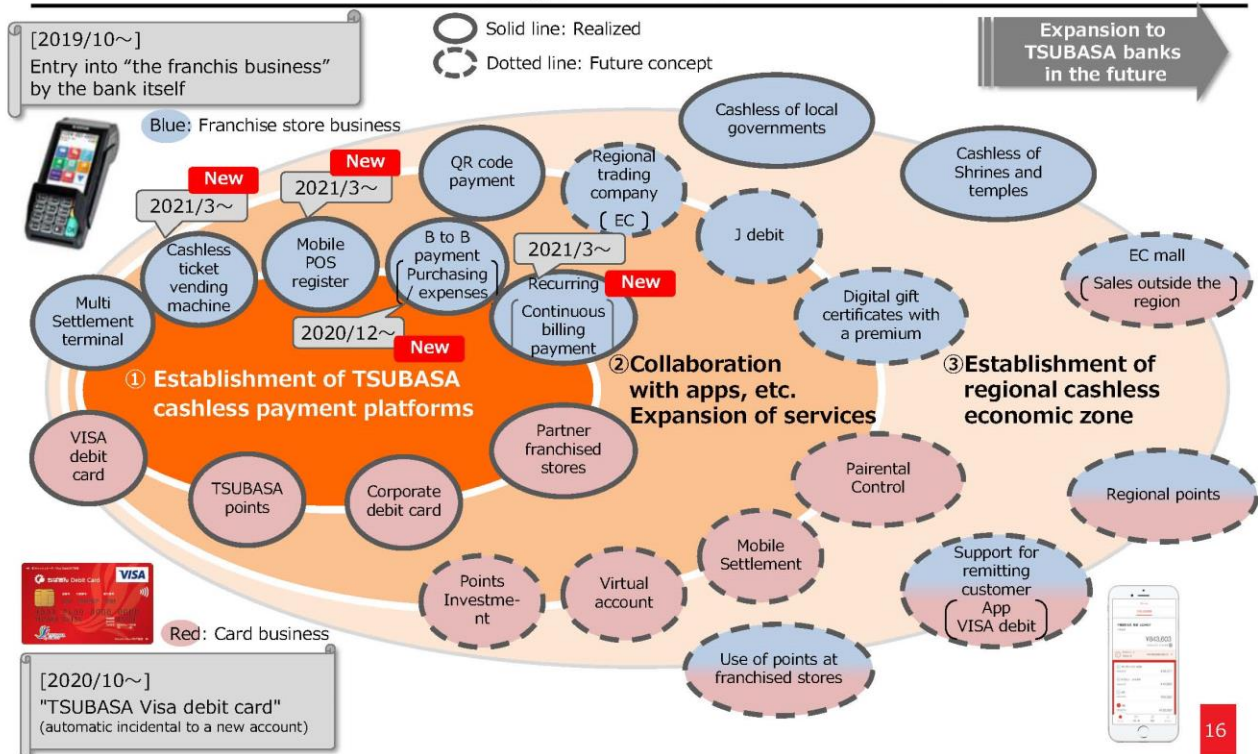 [2019/10～]
Entry into “the franchis business”
by the bank itself
Solid line: Realized
Dotted line: Future concept
Expansion to
TSUBASA banks
in the future
Blue: Franchise store business
New
2021/3～
New
2021/3～
QR code
payment
Regional
trading
company
[ EC ]
Cashless of local
governments
Cashless of
Shrines and
temples
Multi
Settlement
terminal
Cashless
ticket
vending
machine
Mobile
POS
register
B to B
payment
[Purchasing
/ expenses]
2020/12～
New
2021/3～
New
Recurring
[Continuous
billing
payment]
J debit
Digital gift
certificates with
a premium
EC mall
[Sales outside the
region]
① Establishment of TSUBASA
cashless payment platforms
②Collaboration
with apps, etc.
Expansion of services
③Establishment of
regional cashless
economic zone
VISA
debit
card
TSUBASA
points
Corporate
debit card
Partner
franchised
stores
Pairental
Control
Regional points
Points
Investme-
nt
Virtual
account
Mobile
Settlement
Support for
remitting
customer
[App
VISA debit]
Use of points at
franchised stores
Debit Card
VISA
Red: Card business
[2020/10～]
"TSUBASA Visa debit card"
(automatic incidental to a new account)
¥843,603
16